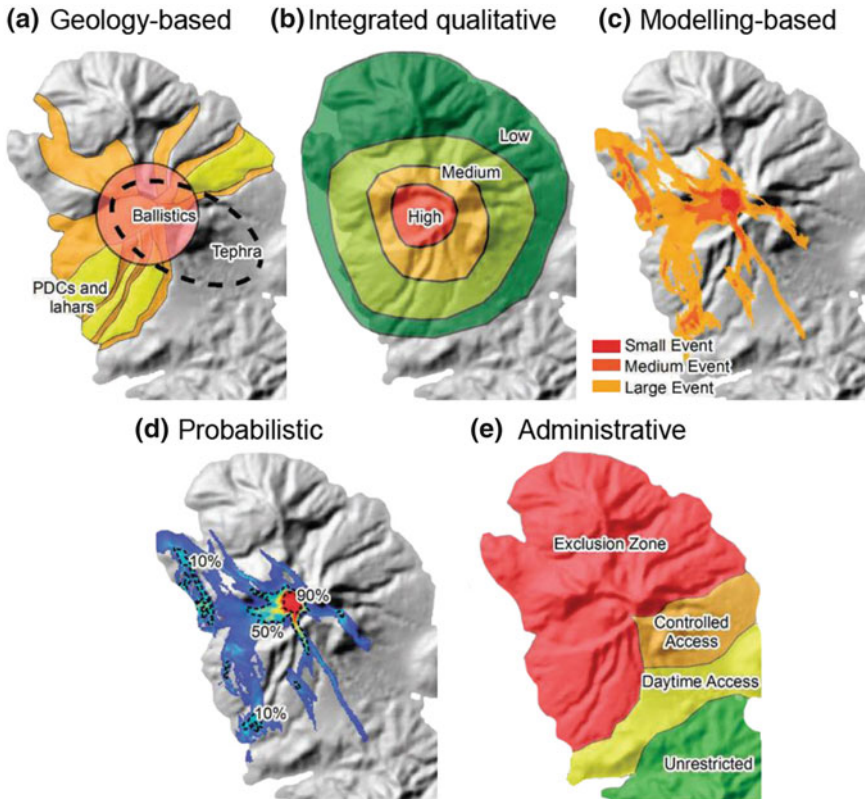 (a) Geology-based
(b) Integrated qualitative
(c) Modelling-based
Ballistics
Tephra
PDCs and
lahars
Low
Medium
High
Small Event
Medium Event
Large Event
(d) Probabilistic
(e) Administrative
10%
90%
50%
10%
Exclusion Zone
Controlled
Access
Daytime Access
Unrestricted